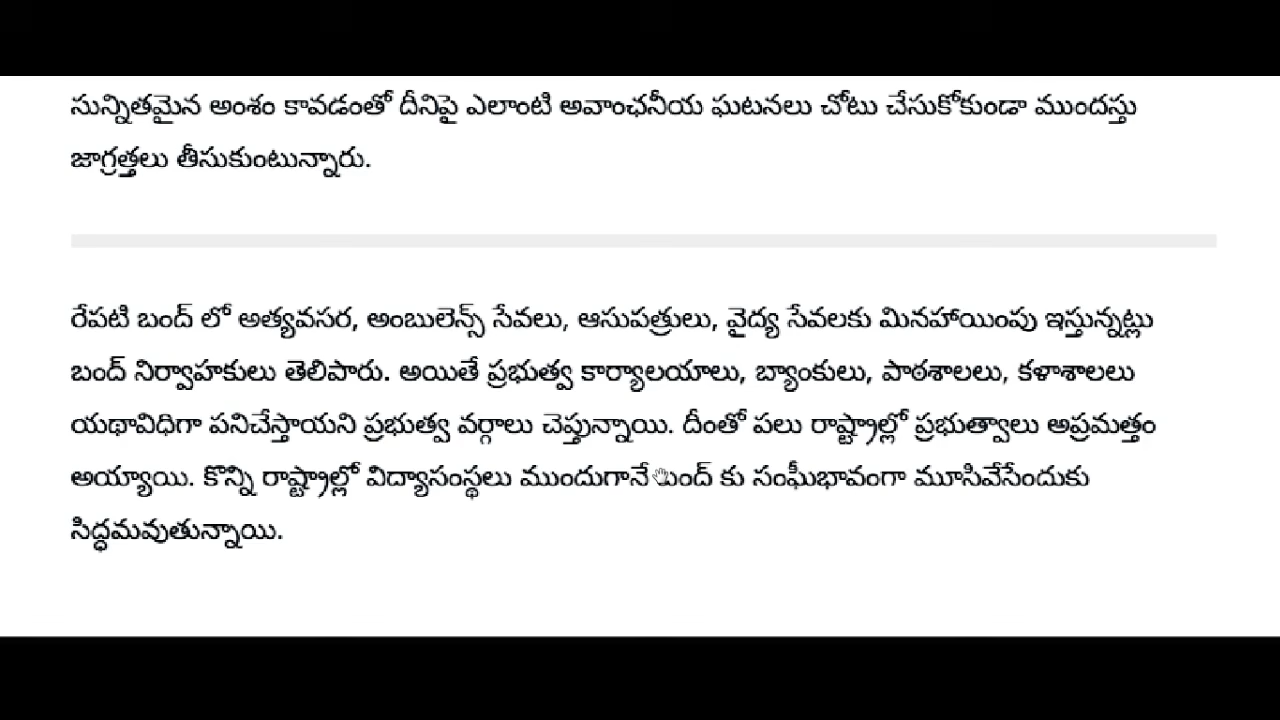 సున్నితమైన అంశం కావడంతో దీనిపై ఎలాంటి అవాంఛనీయ ఘటనలు చోటు చేసుకోకుండా ముందస్తు
జాగ్రత్తలు తీసుకుంటున్నారు.
రేపటి బంద్ లో అత్యవసర, అంబులెన్స్ సేవలు, ఆసుపత్రులు, వైద్య సేవలకు మినహాయింపు ఇస్తున్నట్లు
బంద్ నిర్వాహకులు తెలిపారు. అయితే ప్రభుత్వ కార్యాలయాలు, బ్యాంకులు, పాఠశాలలు, కళాశాలలు
యథావిధిగా పనిచేస్తాయని ప్రభుత్వ వర్గాలు చెప్తున్నాయి. దీంతో పలు రాష్ట్రాల్లో ప్రభుత్వాలు అప్రమత్తం
అయ్యాయి. కొన్ని రాష్ట్రాల్లో విద్యాసంస్థలు ముందుగానే బంద్ కు సంఘీభావంగా మూసివేసేందుకు
సిద్ధమవుతున్నాయి.